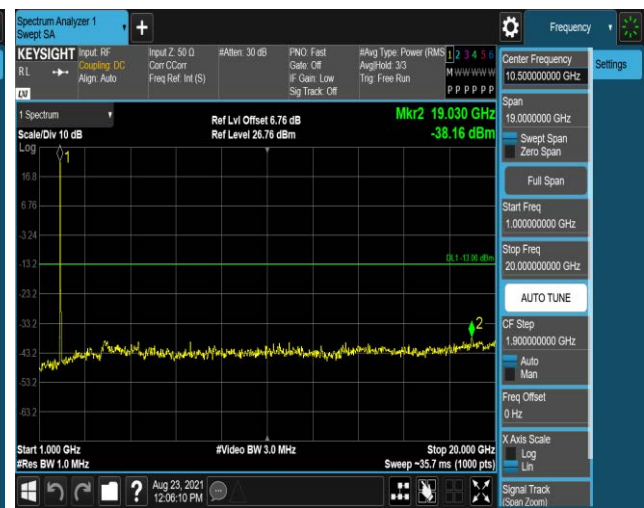 Spectrum Analyzer 1
Swept SA
+
Frequency
KEYSIGHT
RL
LXI
Input: RF
Coupling: DC
Align: Auto
Input Z: 50 Ω
Corr CCorr
Freq Ref: Int (S)
#Atten: 30 dB
PNO: Fast
Gate: Off
IF Gain: Low
Sig Track: Off
#Avg Type: Power (RMS
Avg|Hold: 3/3
Trig: Free Run
1 2 3 4 5 6
M W W W W W
P P P P P P
Settings
1 Spectrum
Scale/Div 10 dB
Ref Lvl Offset 6.76 dB
Ref Level 26.76 dBm
Mkr2 19.030 GHz
-38.16 dBm
Log
1
16.8
6.76
-3.24
-13.2
DL1 -13.00 dBm
-23.2
-33.2
2
-43.2
-53.2
-63.2
Start 1.000 GHz
#Res BW 1.0 MHz
#Video BW 3.0 MHz
Stop 20.000 GHz
Sweep ~35.7 ms (1000 pts)
Center Frequency
10.500000000 GHz
Span
19.0000000 GHz
Swept Span
Zero Span
Full Span
Start Freq
1.000000000 GHz
Stop Freq
20.000000000 GHz
AUTO TUNE
CF Step
1.900000000 GHz
Auto
Man
Freq Offset
0 Hz
X Axis Scale
Log
Lin
Signal Track
(Span Zoom)
?
Aug 23, 2021
12:06:10 PM